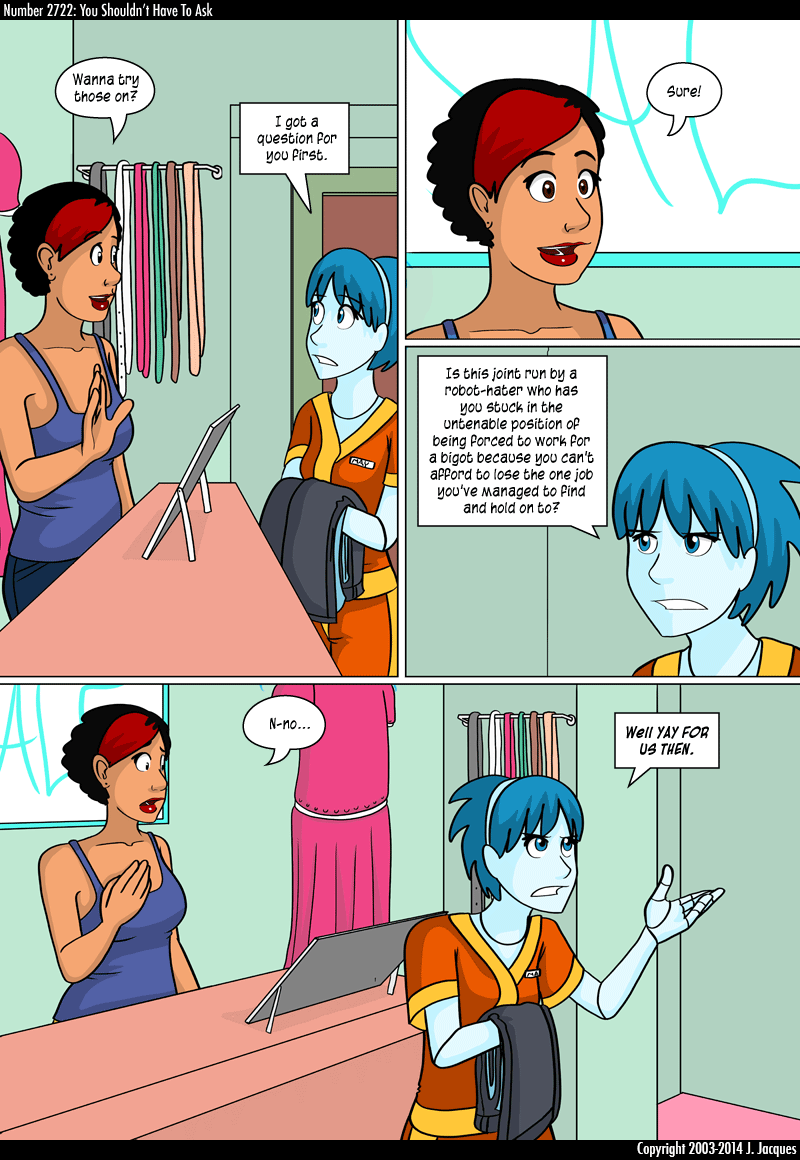 Number 2722: You Shouldn't Have To Ask
Wanna try
those on?
I got a
question for
you first.
MAY
Sure!
Is this joint run by a
robot-hater who has
you stuck in the
untenable position of
being forced to work for
a bigot because you can't
afford to lose the one job
you've managed to find
and hold on to?
N-no...
Well YAY FOR
US THEN.
Copyright 2003-2014 J. Jacques